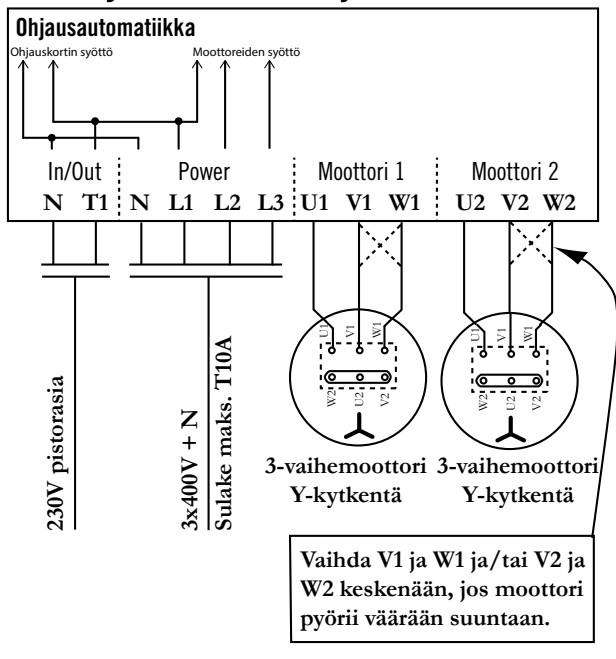 Ohjausautomatiikka
Ohjauskortin syöttö
Moottoreiden syöttö
In/Out
Power
Moottori 1
Moottori 2
N T1 N L1 L2 L3 U1 V1 W1 U2 V2 W2
U1 V1 W1
W2 U2 V2
U1 V1 W1
W2 U2 V2
230V pistorasia
3x400V + N
Sulake maks. T10A
3-vaihemoottori
Y-kytkentä
3-vaihemoottori
Y-kytkentä
Vaihda V1 ja W1 ja/tai V2 ja
W2 keskenään, jos moottori
pyörii väärään suuntaan.